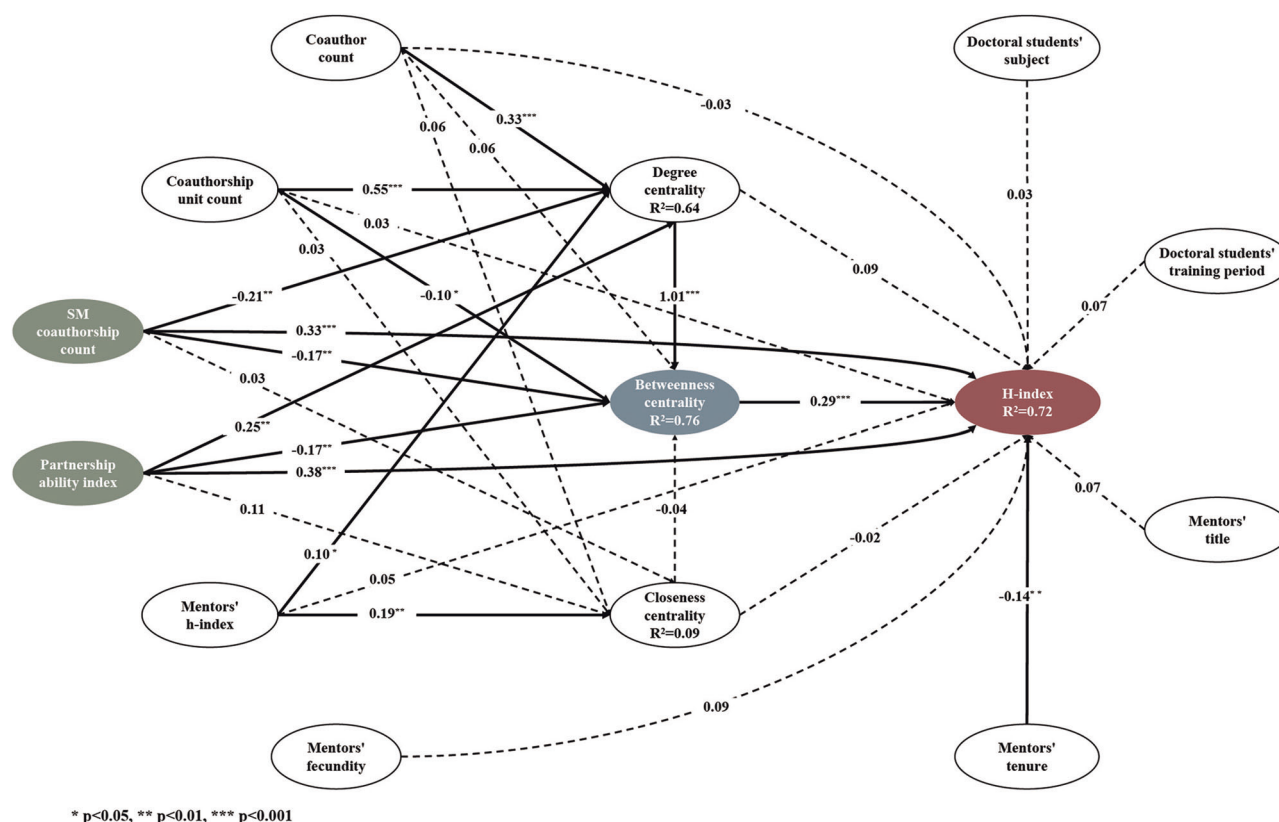 Coauthor
count
Doctoral students'
subject
-0.03
0.33***
0.06
0.06
Coauthorship
unit count
0.55***
Degree
centrality
R²=0.64
0.03
0.03
0.03
Doctoral students'
training period
0.09
0.07
-0.21**
-0.10*
1.01***
SM
coauthorship
count
0.33***
-0.17**
0.03
Betweenness
centrality
R²=0.76
0.29***
H-index
R²=0.72
0.25**
-0.17**
0.38***
Partnership
ability index
0.11
-0.04
0.07
Mentors'
title
-0.02
0.10*
0.05
Mentors'
h-index
0.19**
Closeness
centrality
R²=0.09
-0.14**
0.09
Mentors'
fecundity
Mentors'
tenure
* p<0.05, ** p<0.01, *** p<0.001